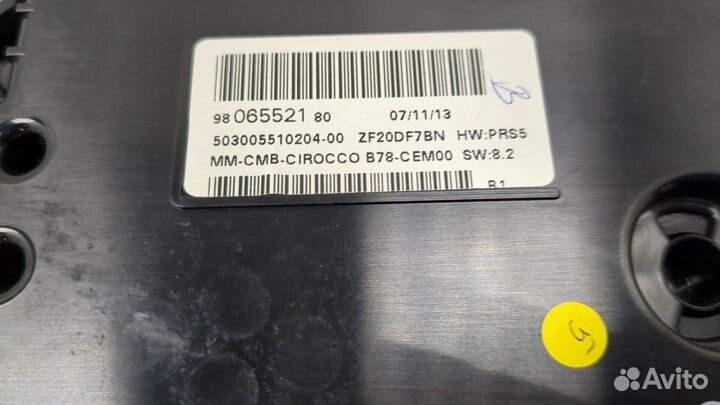 98 065521 80 07/11/13
503005510204-00 ZF20DF7BN HW:PRS5
MM-CMB-CIROCCO B78-CEM00 SW:8.2
B1
5
Avito